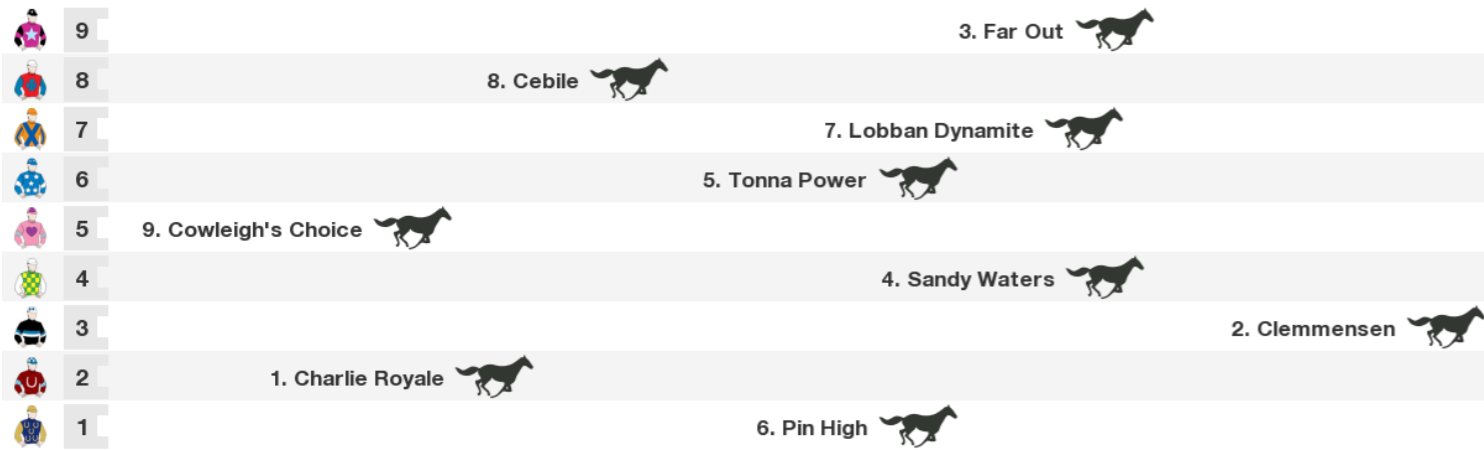 9 3. Far Out
8 8. Cebile
7 7. Lobban Dynamite
6 5. Tonna Power
5 9. Cowleigh's Choice
4 4. Sandy Waters
3 2. Clemmensen
2 1. Charlie Royale
1 6. Pin High